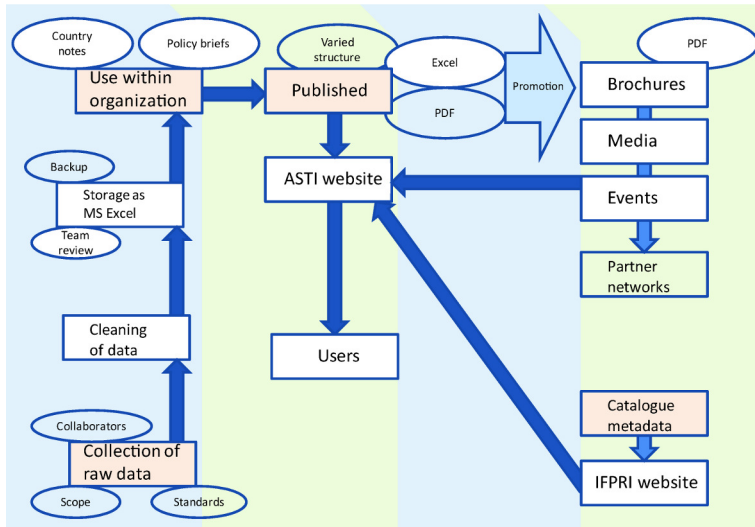 Country
notes
Policy briefs
Use within
organization
Backup
Storage as
MS Excel
Team
review
Cleaning
of data
Collaborators
Collection of
raw data
Scope
Standards
Varied
structure
Published
Excel
PDF
ASTI website
Users
Promotion
PDF
Brochures
Media
Events
Partner
networks
Catalogue
metadata
IFPRI website